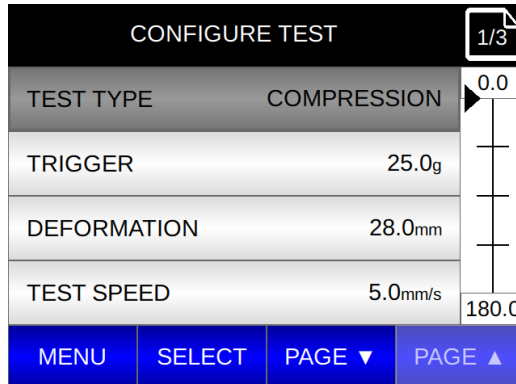 CONFIGURE TEST 1/3
TEST TYPE COMPRESSION 0.0
TRIGGER 25.0g
DEFORMATION 28.0mm
TEST SPEED 5.0mm/s 180.0
MENU SELECT PAGE ▼ PAGE ▲